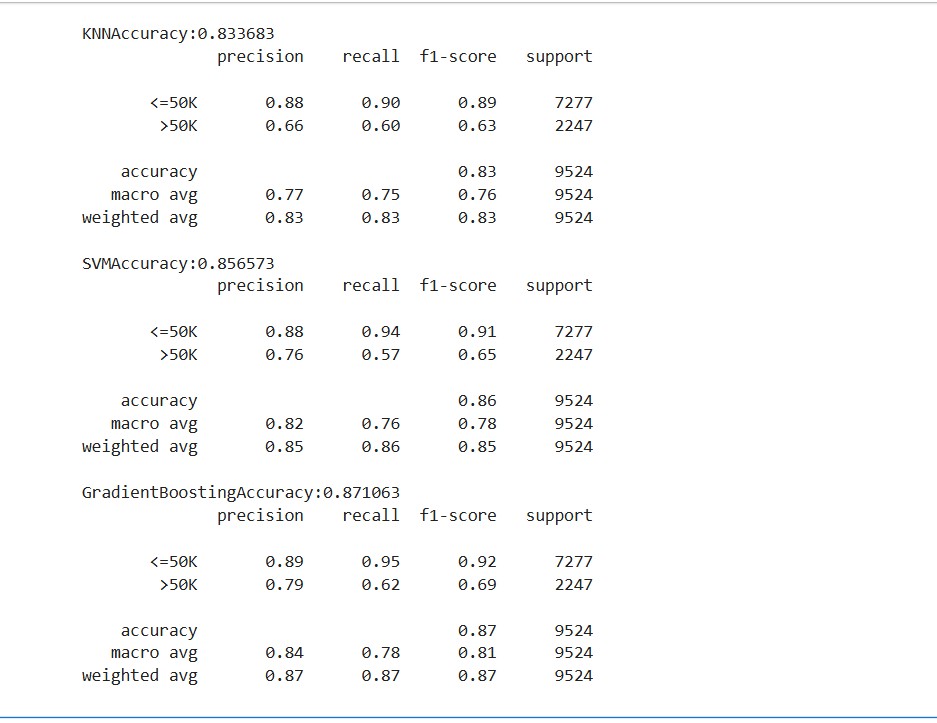 KNNAccuracy:0.833683
precision recall f1-score support
<=50K 0.88 0.90 0.89 7277
>50K 0.66 0.60 0.63 2247
accuracy 0.83 9524
macro avg 0.77 0.75 0.76 9524
weighted avg 0.83 0.83 0.83 9524
SVMAccuracy:0.856573
precision recall f1-score support
<=50K 0.88 0.94 0.91 7277
>50K 0.76 0.57 0.65 2247
accuracy 0.86 9524
macro avg 0.82 0.76 0.78 9524
weighted avg 0.85 0.86 0.85 9524
GradientBoostingAccuracy:0.871063
precision recall f1-score support
<=50K 0.89 0.95 0.92 7277
>50K 0.79 0.62 0.69 2247
accuracy 0.87 9524
macro avg 0.84 0.78 0.81 9524
weighted avg 0.87 0.87 0.87 9524